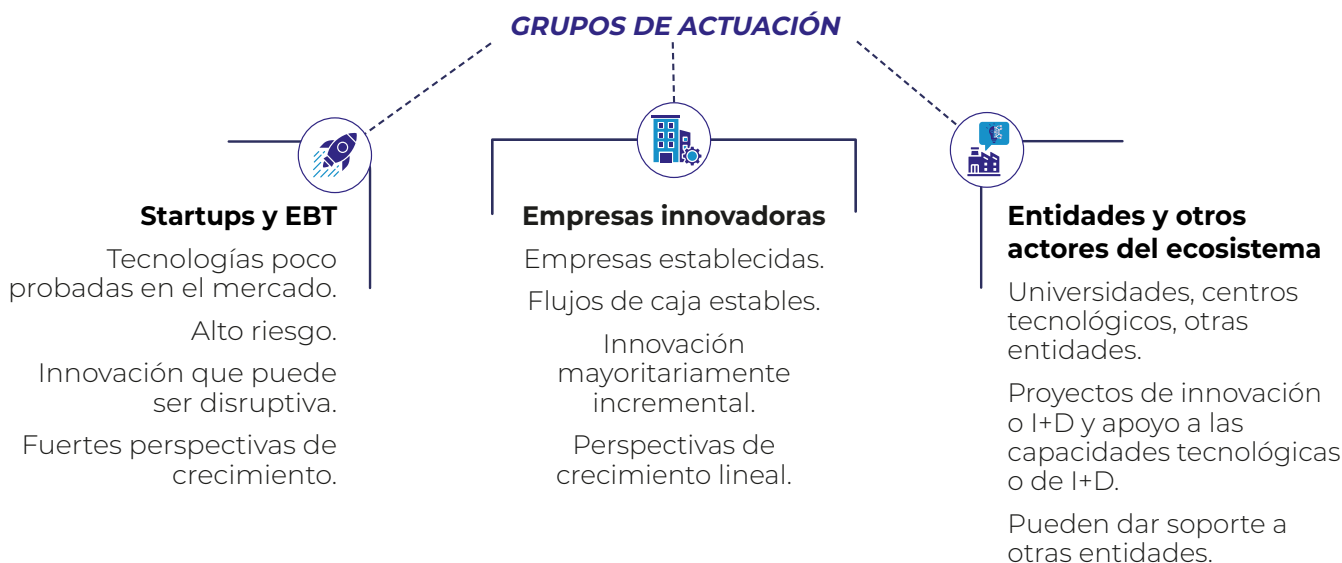 GRUPOS DE ACTUACIÓN
Startups y EBT
Tecnologías poco
probadas en el mercado.
Alto riesgo.
Innovación que puede
ser disruptiva.
Fuertes perspectivas de
crecimiento.
Empresas innovadoras
Empresas establecidas.
Flujos de caja estables.
Innovación
mayoritariamente
incremental.
Perspectivas de
crecimiento lineal.
Entidades y otros
actores del ecosistema
Universidades, centros
tecnológicos, otras
entidades.
Proyectos de innovación
o I+D y apoyo a las
capacidades tecnológicas
o de I+D.
Pueden dar soporte a
otras entidades.